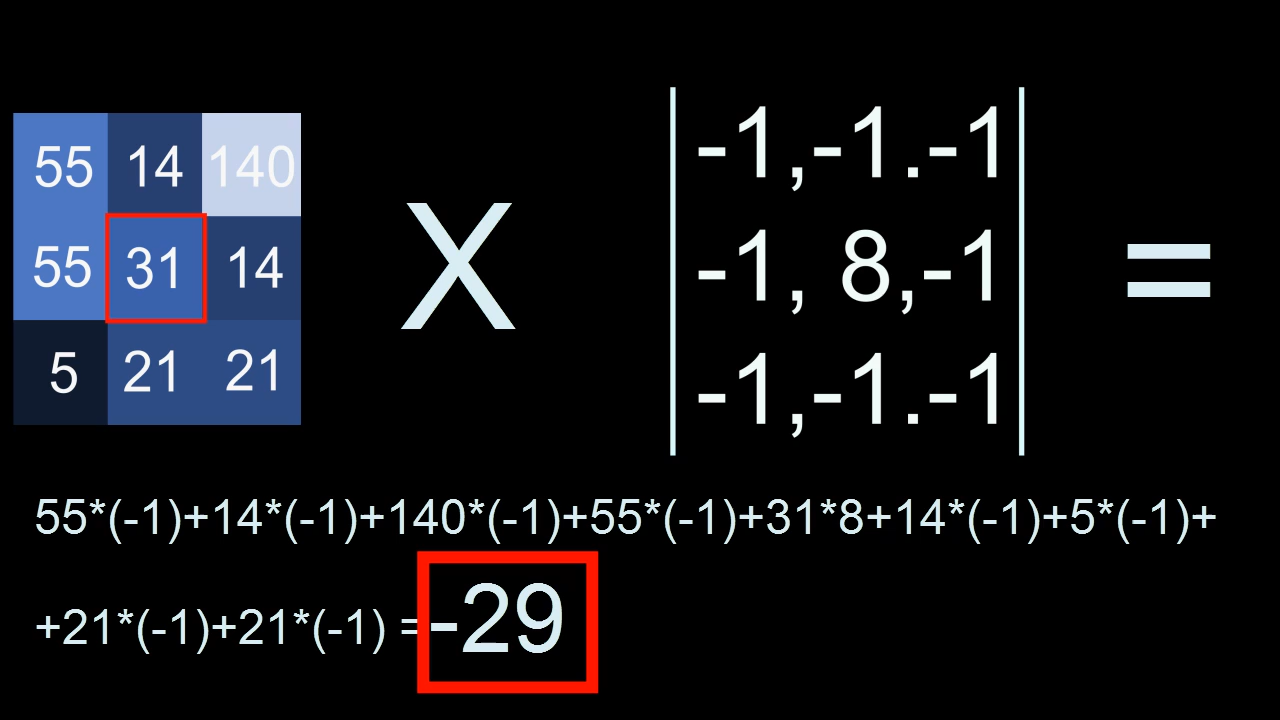 55 14 140
55 31 14
5 21 21
X
-1,-1.-1
-1, 8,-1
-1,-1.-1
=
55*(-1)+14*(-1)+140*(-1)+55*(-1)+31*8+14*(-1)+5*(-1)+
+21*(-1)+21*(-1) =-29